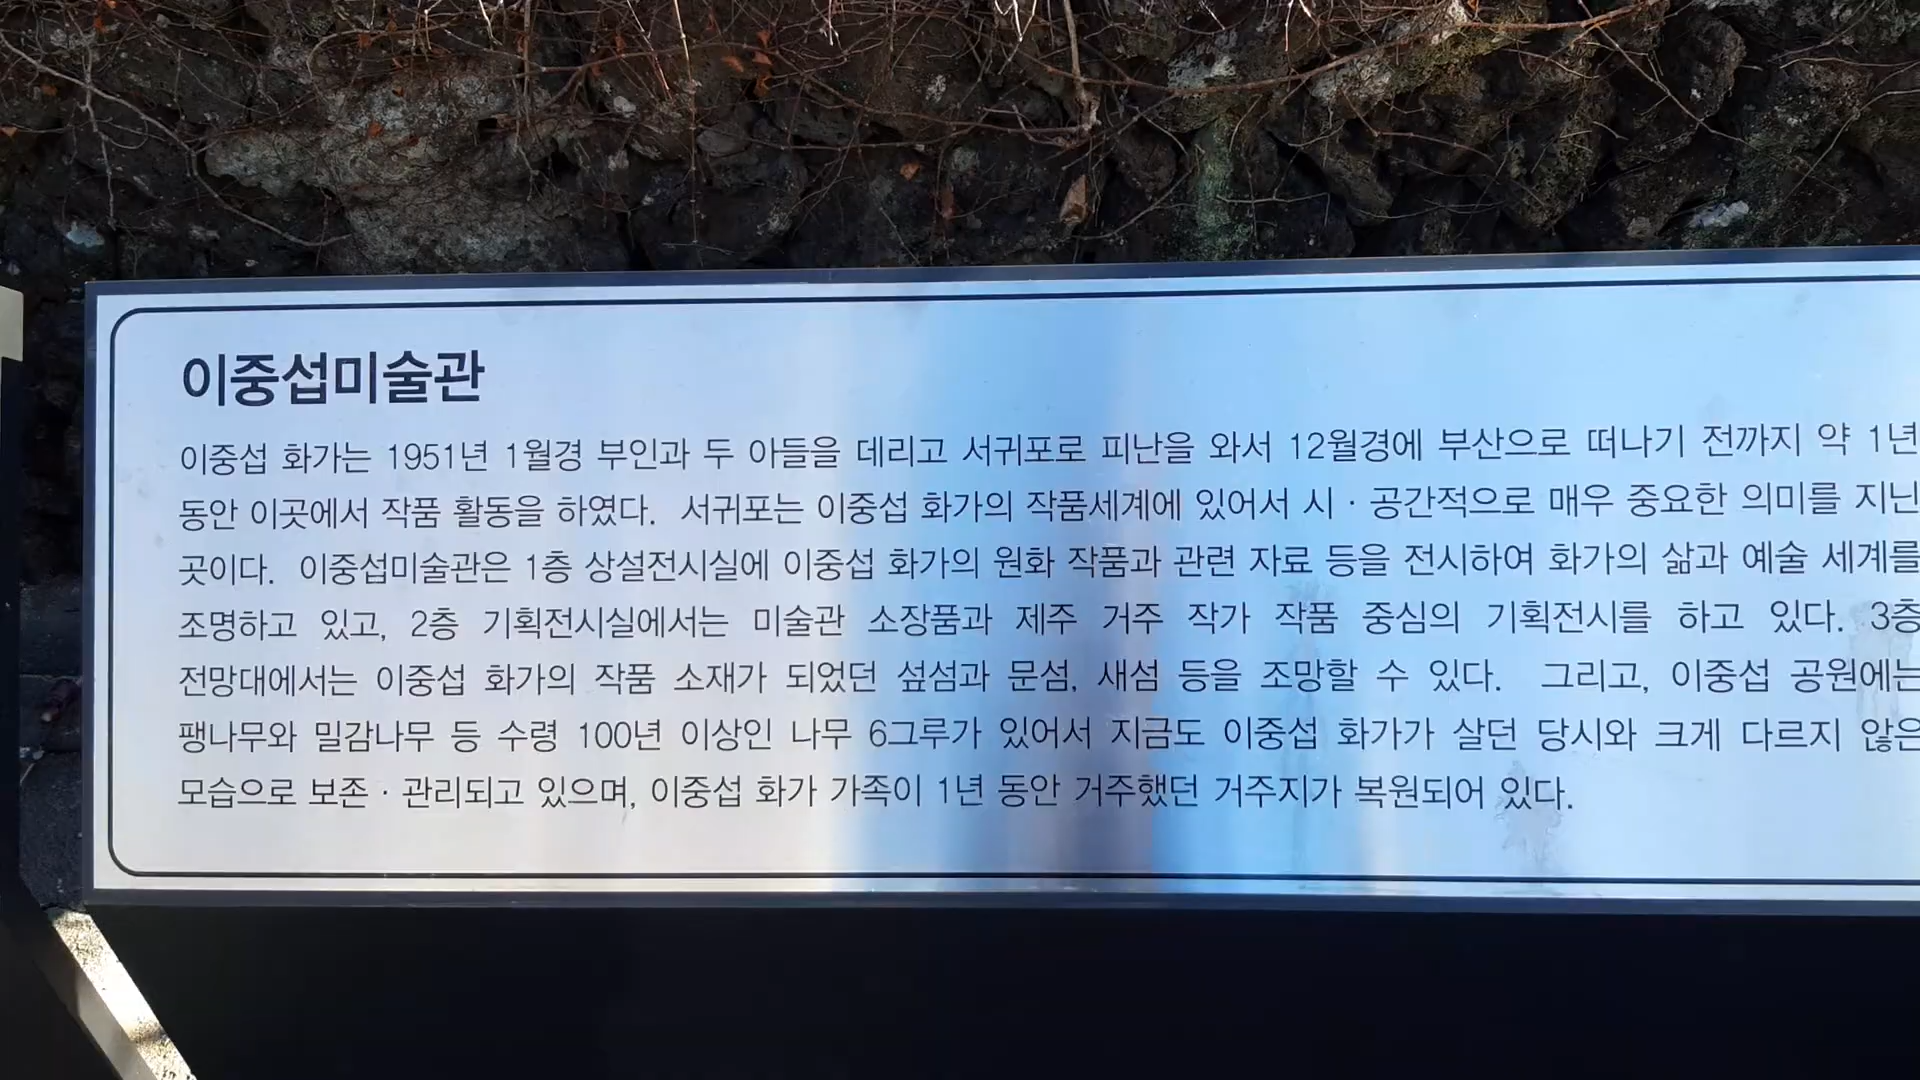 이중섭미술관
이중섭 화가는 1951년 1월경 부인과 두 아들을 데리고 서귀포로 피난을 와서 12월경에 부산으로 떠나기 전까지 약 1년
동안 이곳에서 작품 활동을 하였다. 서귀포는 이중섭 화가의 작품세계에 있어서 시·공간적으로 매우 중요한 의미를 지닌
곳이다. 이중섭미술관은 1층 상설전시실에 이중섭 화가의 원화 작품과 관련 자료 등을 전시하여 화가의 삶과 예술 세계를
조명하고 있고, 2층 기획전시실에서는 미술관 소장품과 제주 거주 작가 작품 중심의 기획전시를 하고 있다. 3층
전망대에서는 이중섭 화가의 작품 소재가 되었던 섶섬과 문섬, 새섬 등을 조망할 수 있다. 그리고, 이중섭 공원에는
팽나무와 밀감나무 등 수령 100년 이상인 나무 6그루가 있어서 지금도 이중섭 화가가 살던 당시와 크게 다르지 않은
모습으로 보존·관리되고 있으며, 이중섭 화가 가족이 1년 동안 거주했던 거주지가 복원되어 있다.